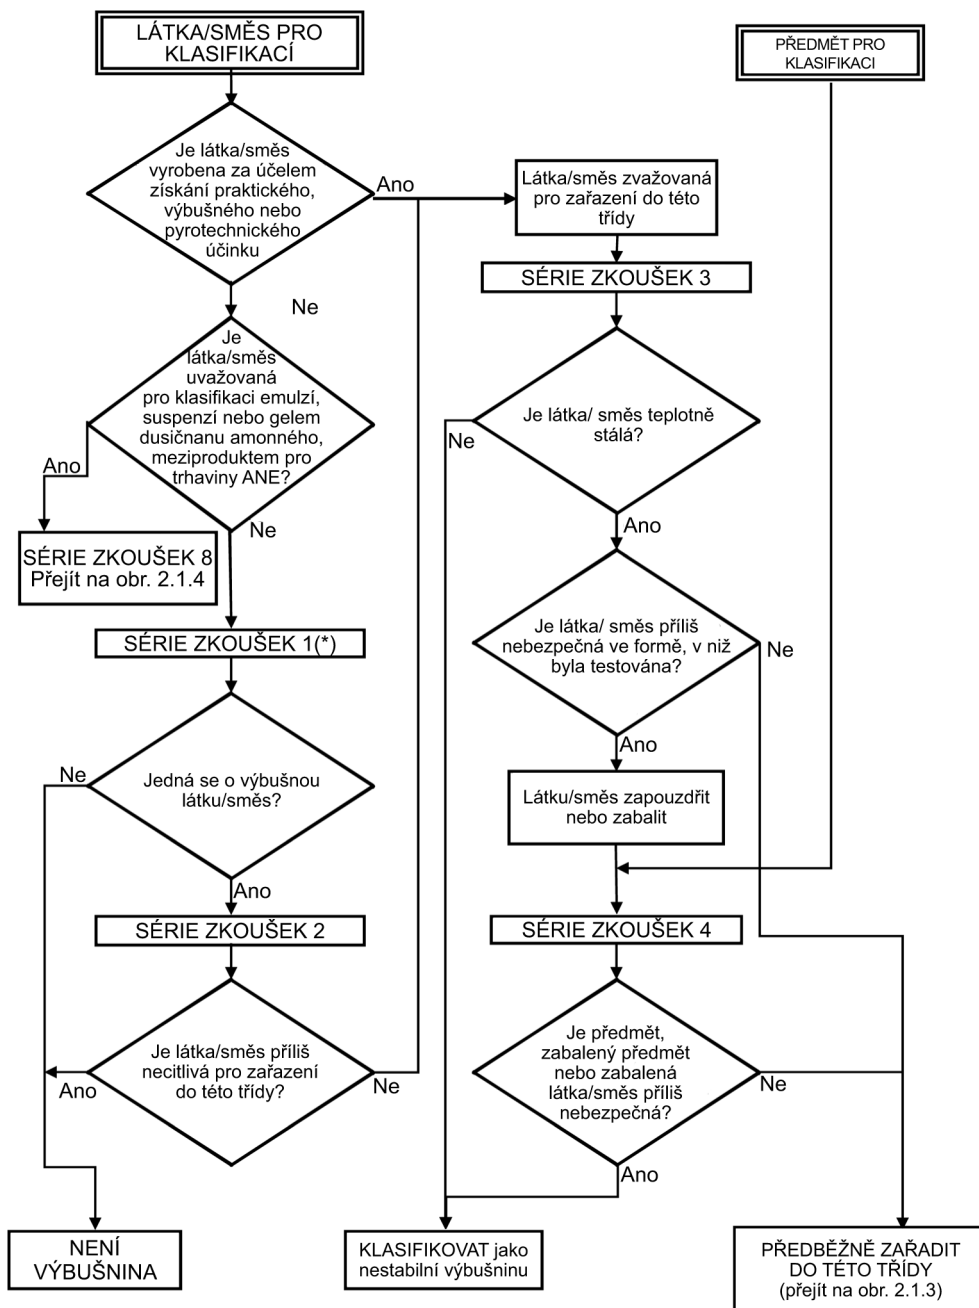 LÁTKA/SMĚS PRO
KLASIFIKACÍ
PŘEDMĚT PRO
KLASIFIKACI
Je látka/směs
vyrobena za účelem
získání praktického,
výbušného nebo
pyrotechnického
účinku
Ano
Ne
Látka/směs zvažovaná
pro zařazení do této
třídy
SÉRIE ZKOUŠEK 3
Je
látka/směs
uvažovaná
pro klasifikaci emulzí,
suspenzí nebo gelem
dusičnanu amonného,
meziproduktem pro
trhaviny ANE?
Ano
Ne
SÉRIE ZKOUŠEK 8
Přejít na obr. 2.1.4
Je látka/ směs teplotně
stálá?
Ne
Ano
SÉRIE ZKOUŠEK 1(*)
Je látka/ směs příliš
nebezpečná ve formě, v niž
byla testována?
Ne
Ano
Jedná se o výbušnou
látku/směs?
Ne
Ano
Látku/směs zapouzdřit
nebo zabalit
SÉRIE ZKOUŠEK 2
SÉRIE ZKOUŠEK 4
Je látka/směs příliš
necitlivá pro zařazení
do této třídy?
Ano
Ne
Je předmět,
zabalený předmět
nebo zabalená
látka/směs příliš
nebezpečná?
Ne
Ano
NENÍ
VÝBUŠNINA
KLASIFIKOVAT jako
nestabilní výbušninu
PŘEDBĚŽNĚ ZAŘADIT
DO TÉTO TŘÍDY
(přejít na obr. 2.1.3)